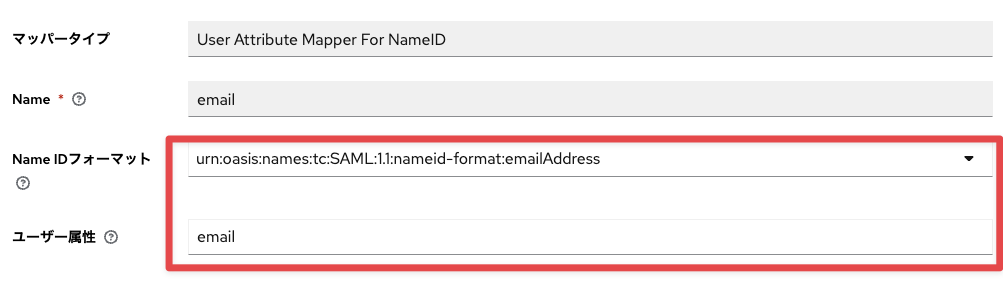 マッパータイプ
User Attribute Mapper For NameID
Name *
email
Name IDフォーマット
urn:oasis:names:tc:SAML:1.1:nameid-format:emailAddress
ユーザー属性
email